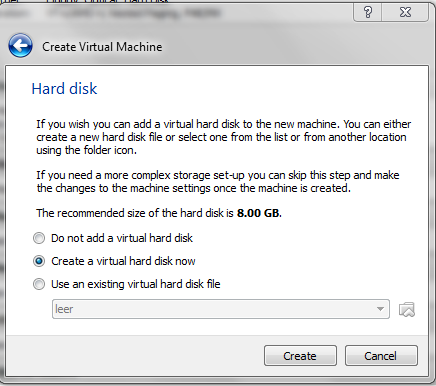 Create Virtual Machine
Hard disk
If you wish you can add a virtual hard disk to the new machine. You can either
create a new hard disk file or select one from the list or from another location
using the folder icon.
If you need a more complex storage set-up you can skip this step and make
the changes to the machine settings once the machine is created.
The recommended size of the hard disk is 8.00 GB.
Do not add a virtual hard disk
Create a virtual hard disk now
Use an existing virtual hard disk file
leer
Create
Cancel